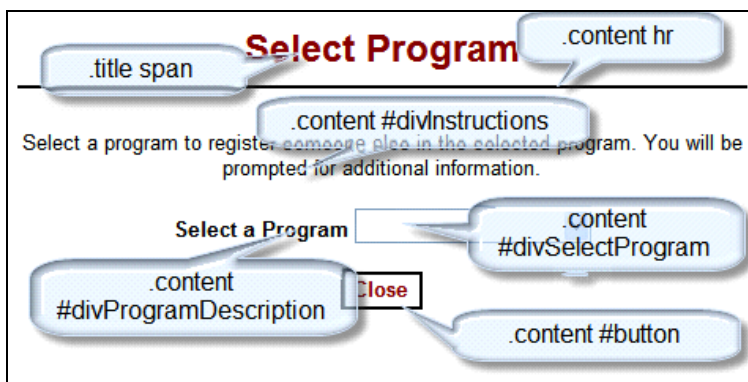 Select Program
.content hr
.title span
.content #divInstructions
Select a program to register someone else in the selected program. You will be
prompted for additional information.
Select a Program
.content
#divSelectProgram
.content
#divProgramDescription
Close
.content #button